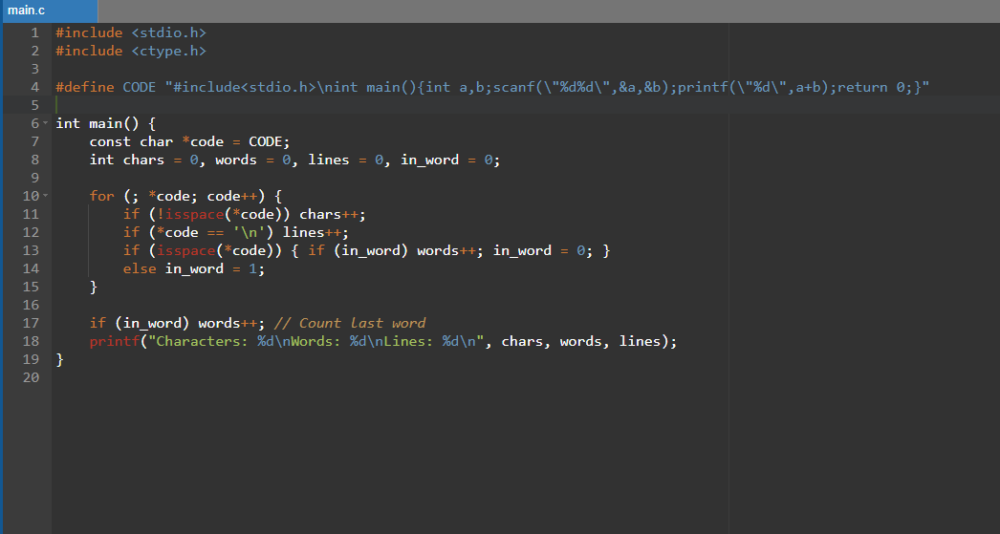 main.c
1 #include <stdio.h>
2 #include <ctype.h>
3
4 #define CODE "#include<stdio.h>\nint main(){int a,b;scanf(\"%d%d\",&a,&b);printf(\"%d\",a+b);return 0;}"
5
6 int main() {
7     const char *code = CODE;
8     int chars = 0, words = 0, lines = 0, in_word = 0;
9
10     for (; *code; code++) {
11         if (!isspace(*code)) chars++;
12         if (*code == '\n') lines++;
13         if (isspace(*code)) { if (in_word) words++; in_word = 0; }
14         else in_word = 1;
15     }
16
17     if (in_word) words++; // Count last word
18     printf("Characters: %d\nWords: %d\nLines: %d\n", chars, words, lines);
19 }
20